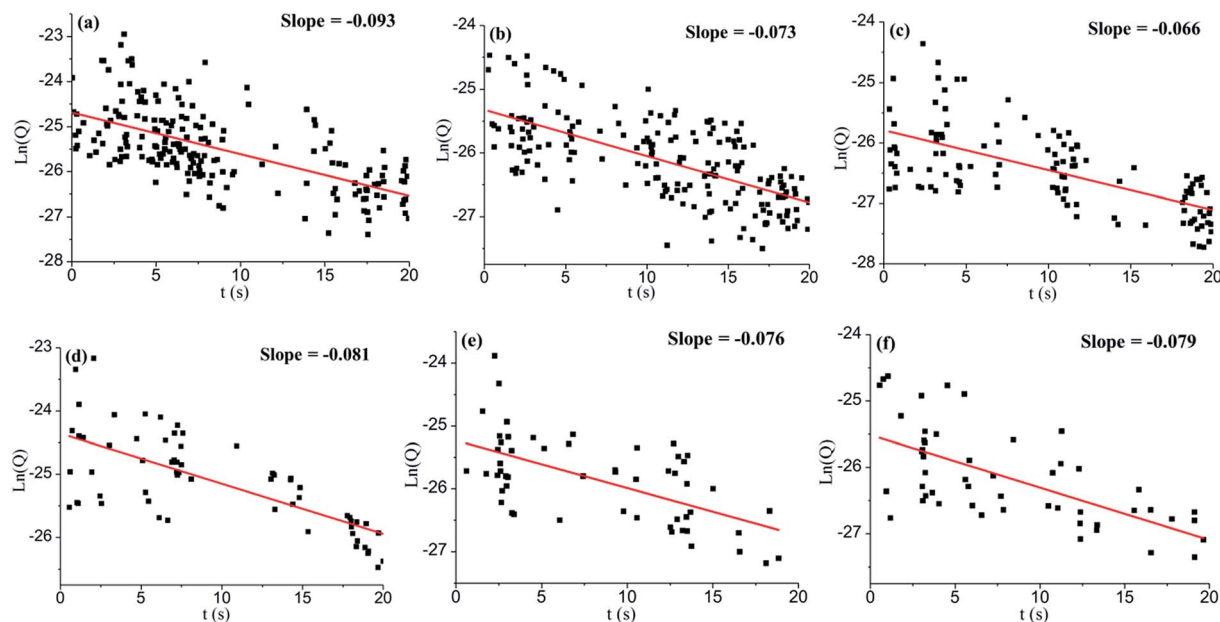 (a)
Slope = -0.093
-23
-24
-25
-26
-27
-28
Ln(Q)
0
5
10
15
20
t (s)
(b)
Slope = -0.073
-24
-25
-26
-27
Ln(Q)
0
5
10
15
20
t (s)
(c)
Slope = -0.066
-24
-25
-26
-27
-28
Ln(Q)
0
5
10
15
20
t (s)
(d)
Slope = -0.081
-23
-24
-25
-26
Ln(Q)
0
5
10
15
20
t (s)
(e)
Slope = -0.076
-24
-25
-26
-27
Ln(Q)
0
5
10
15
20
t (s)
(f)
Slope = -0.079
-24
-25
-26
-27
Ln(Q)
0
5
10
15
20
t (s)